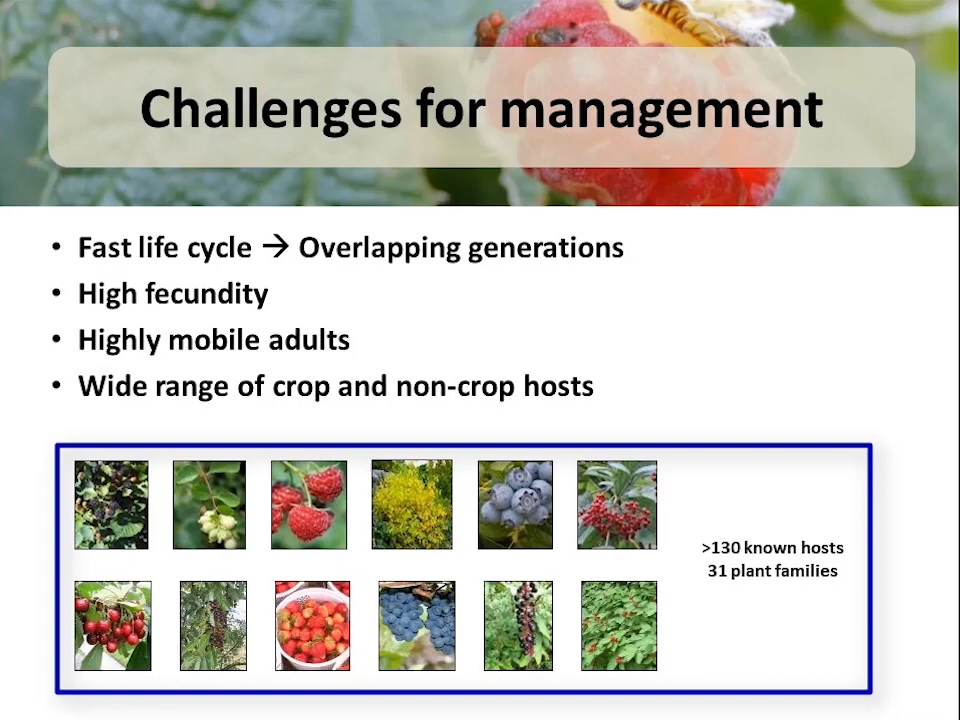 Challenges for management
• Fast life cycle → Overlapping generations
• High fecundity
• Highly mobile adults
• Wide range of crop and non-crop hosts
>130 known hosts
31 plant families